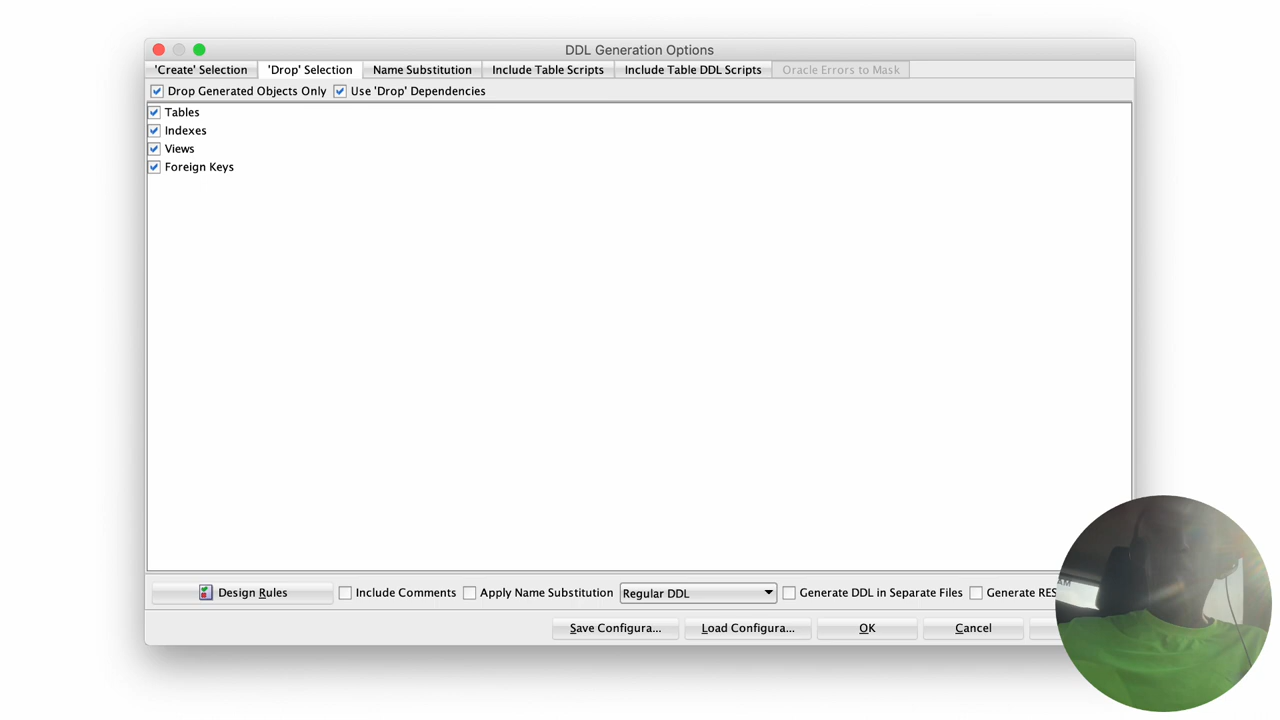 DDL Generation Options
'Create' Selection 'Drop' Selection Name Substitution Include Table Scripts Include Table DDL Scripts Oracle Errors to Mask
Drop Generated Objects Only Use 'Drop' Dependencies
Tables
Indexes
Views
Foreign Keys
Design Rules Include Comments Apply Name Substitution Regular DDL Generate DDL in Separate Files Generate RES
Save Configura... Load Configura... OK Cancel